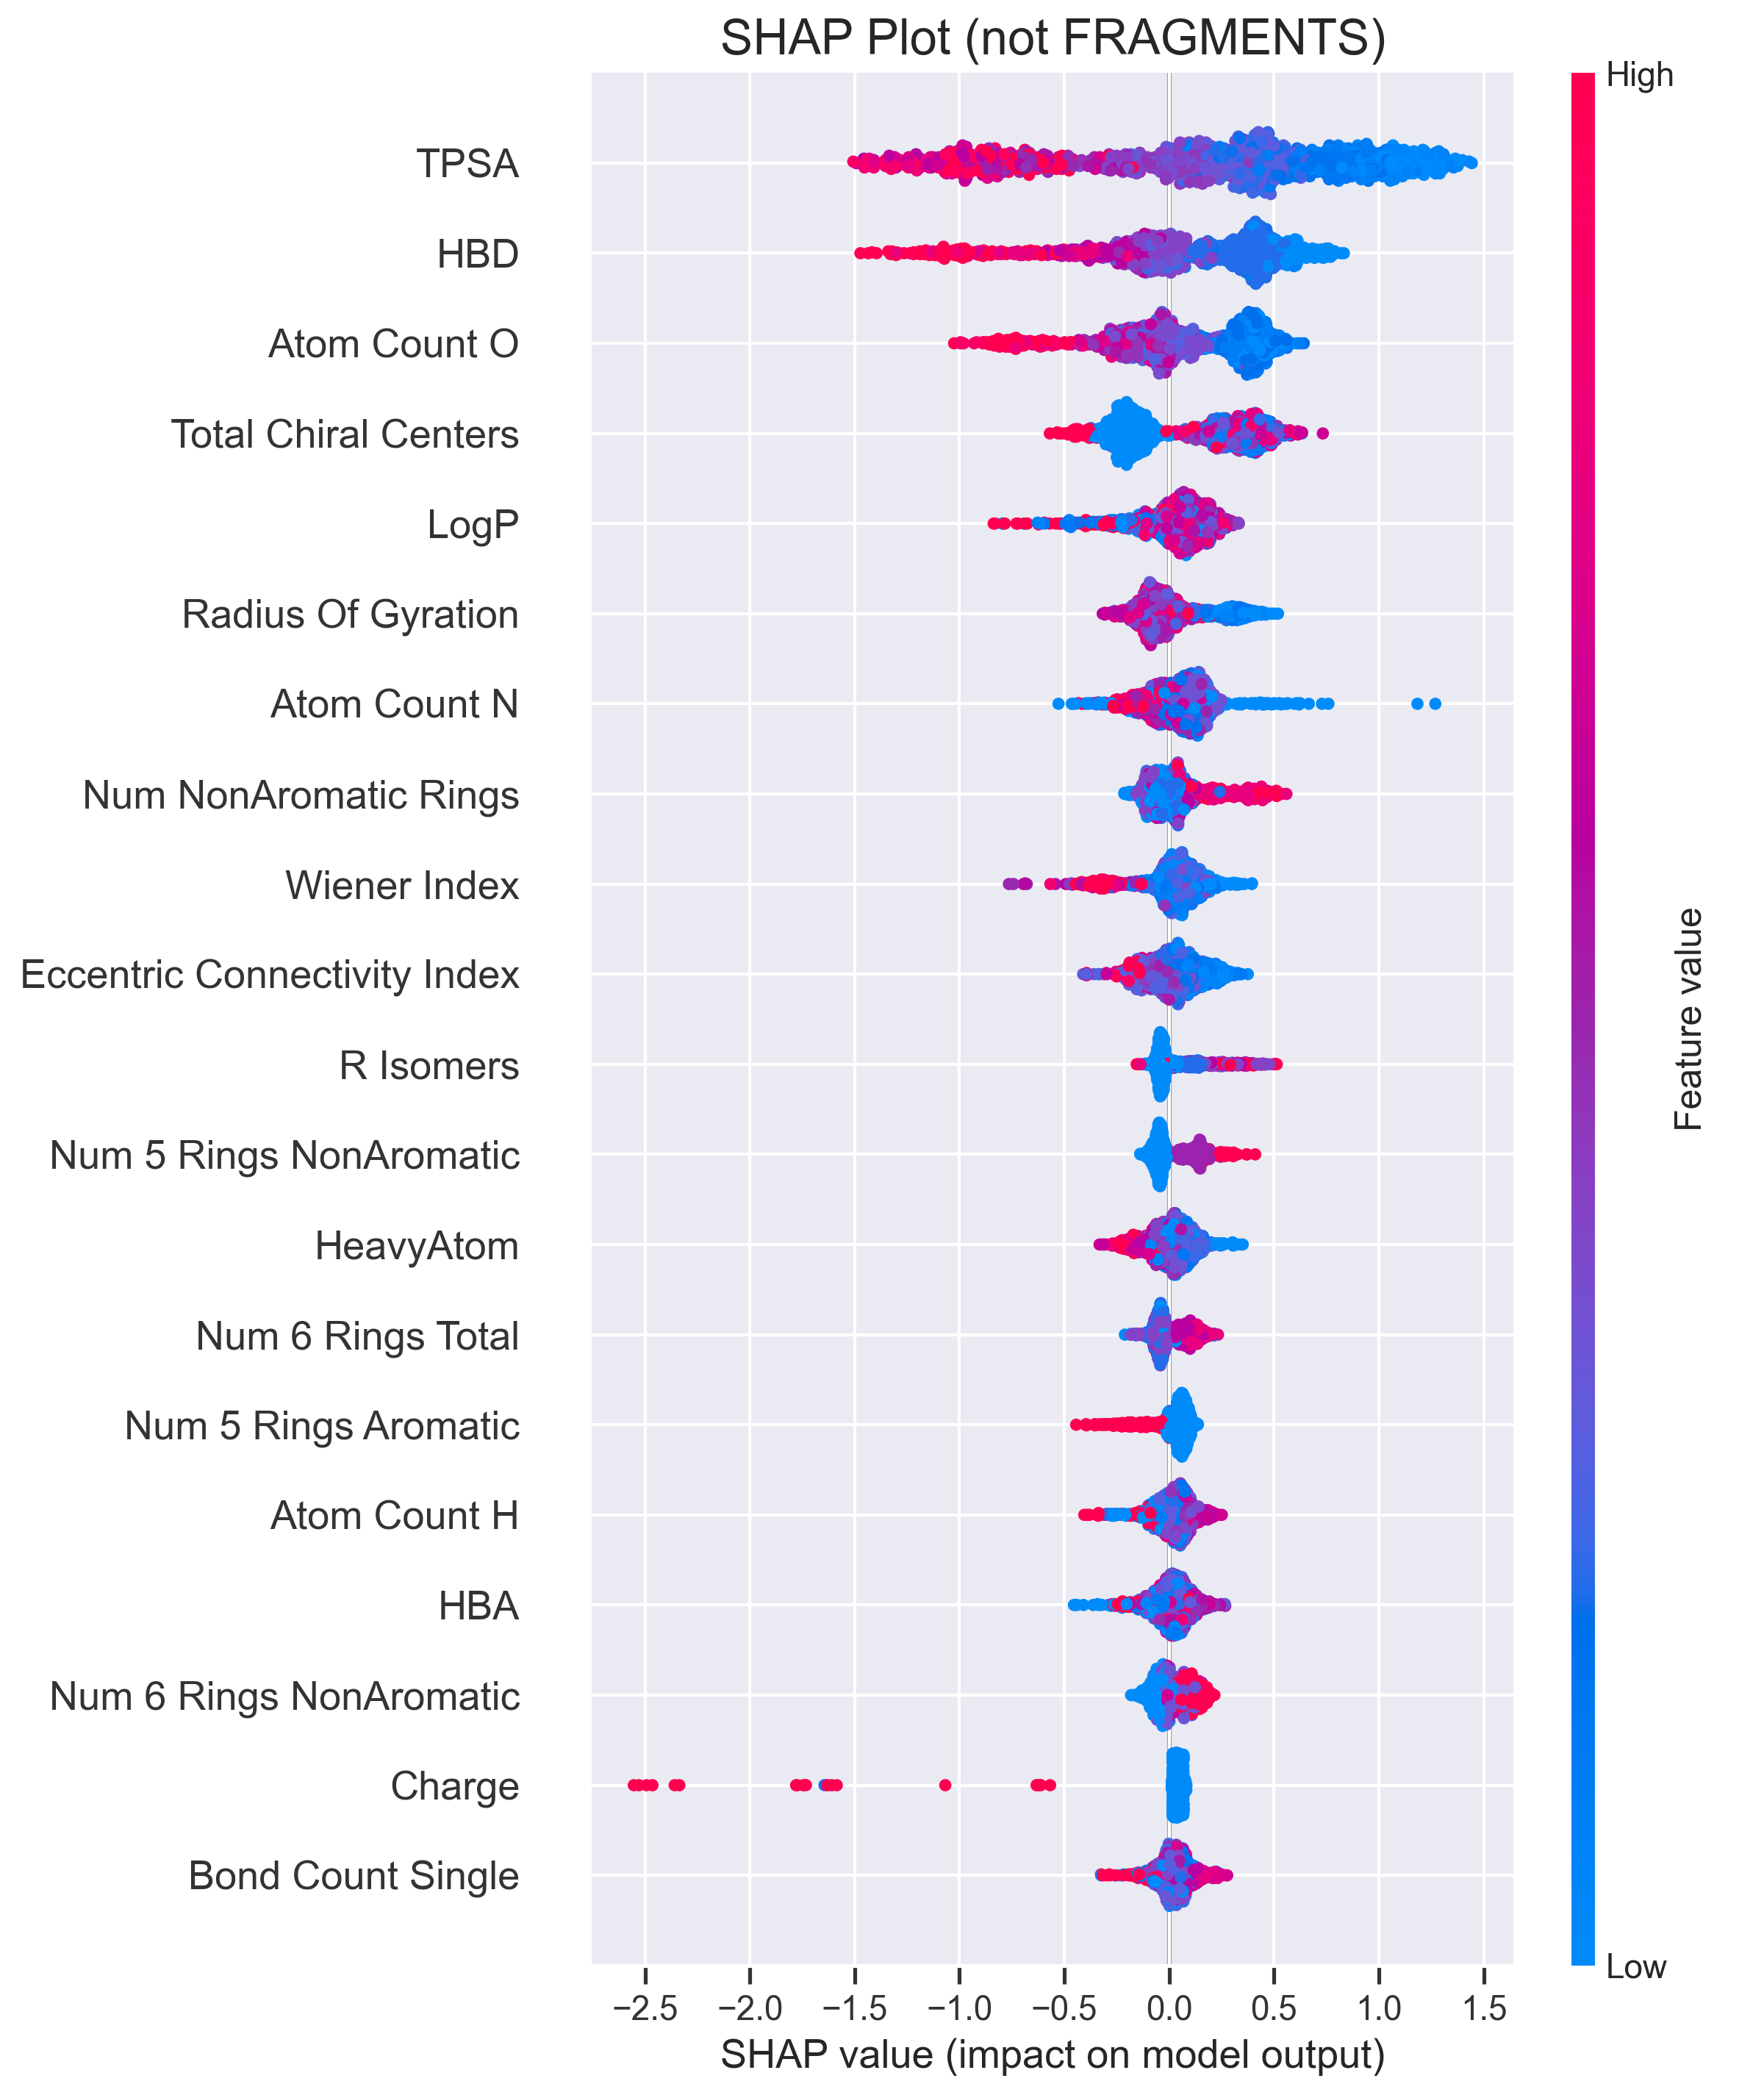 SHAP Plot (not FRAGMENTS)
High
TPSA
HBD
Atom Count O
Total Chiral Centers
LogP
Radius Of Gyration
Atom Count N
Num NonAromatic Rings
Wiener Index
Eccentric Connectivity Index
R Isomers
Num 5 Rings NonAromatic
HeavyAtom
Num 6 Rings Total
Num 5 Rings Aromatic
Atom Count H
HBA
Num 6 Rings NonAromatic
Charge
Bond Count Single
Feature value
Low
−2.5 −2.0 −1.5 −1.0 −0.5 0.0 0.5 1.0 1.5
SHAP value (impact on model output)